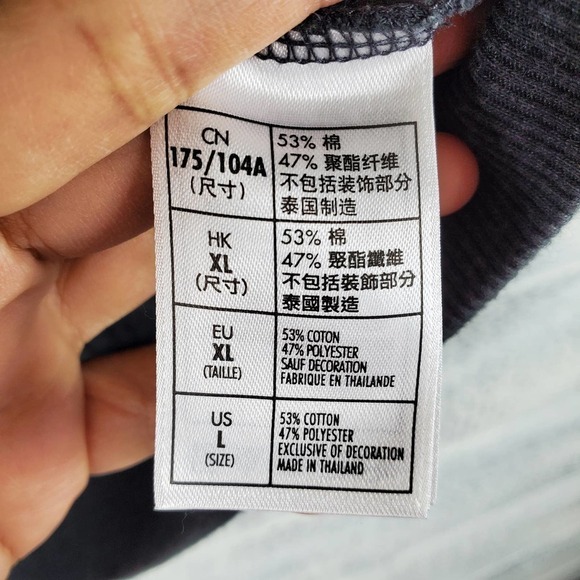 CN
175/104A
(尺寸)
53% 棉
47% 聚酯纤维
不包括装饰部分
泰国制造
HK
XL
(尺寸)
53% 棉
47% 聚酯纖維
不包括裝飾部分
泰國製造
EU
XL
(TAILLE)
53% COTON
47% POLYESTER
SAUF DECORATION
FABRIQUE EN THAILANDE
US
L
(SIZE)
53% COTTON
47% POLYESTER
EXCLUSIVE OF DECORATION
MADE IN THAILAND